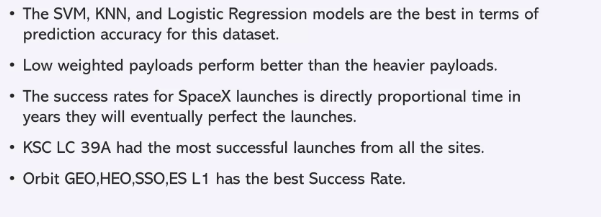 • The SVM, KNN, and Logistic Regression models are the best in terms of
prediction accuracy for this dataset.
• Low weighted payloads perform better than the heavier payloads.
• The success rates for SpaceX launches is directly proportional time in
years they will eventually perfect the launches.
• KSC LC 39A had the most successful launches from all the sites.
• Orbit GEO,HEO,SSO,ES L1 has the best Success Rate.